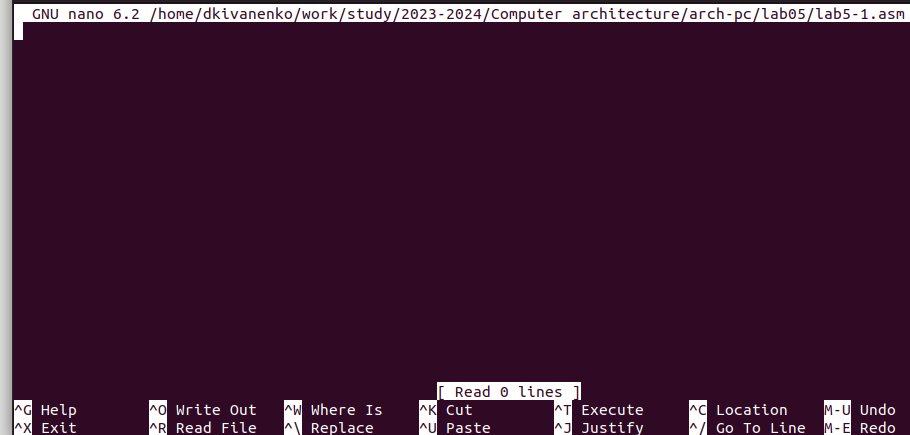 GNU nano 6.2 /home/dkivanenko/work/study/2023-2024/Computer architecture/arch-pc/lab05/lab5-1.asm
[ Read 0 lines ]
^G Help ^O Write Out ^W Where Is ^K Cut ^T Execute ^C Location M-U Undo
^X Exit ^R Read File ^\ Replace ^U Paste ^J Justify ^/ Go To Line M-E Redo